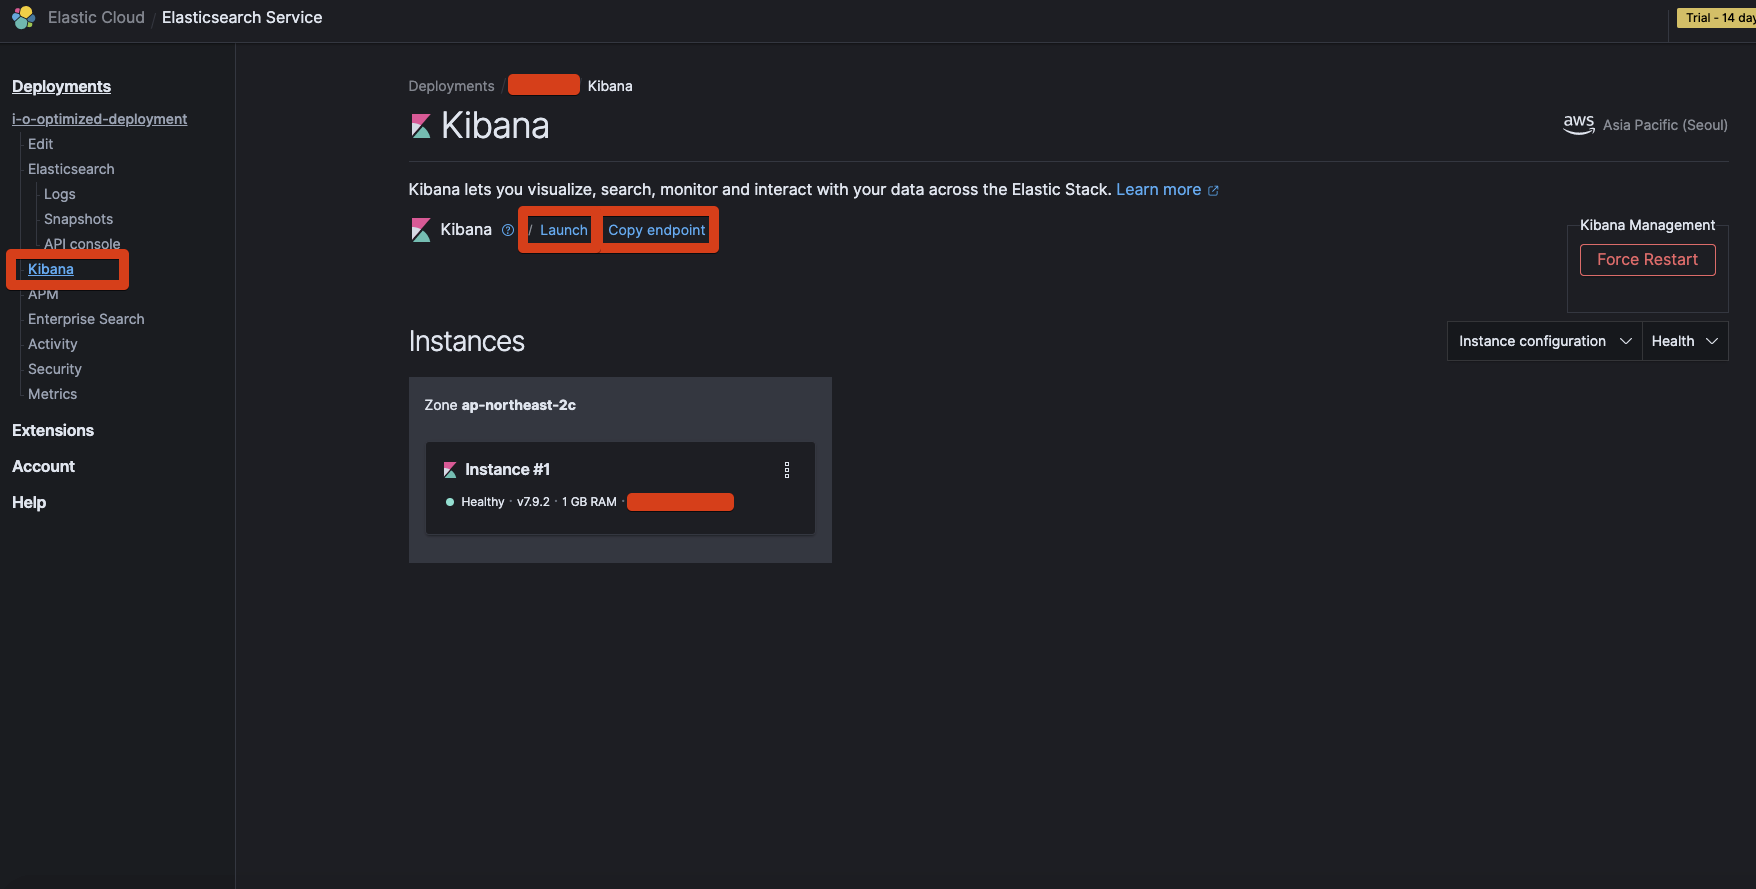 Elastic Cloud / Elasticsearch Service
Trial - 14 day
Deployments
i-o-optimized-deployment
Edit
Elasticsearch
Logs
Snapshots
API console
Kibana
APM
Enterprise Search
Activity
Security
Metrics
Extensions
Account
Help
Deployments / Kibana
Kibana
aws Asia Pacific (Seoul)
Kibana lets you visualize, search, monitor and interact with your data across the Elastic Stack. Learn more
Kibana / Launch Copy endpoint
Kibana Management
Force Restart
Instances
Instance configuration
Health
Zone ap-northeast-2c
Instance #1
Healthy · v7.9.2 · 1 GB RAM ·